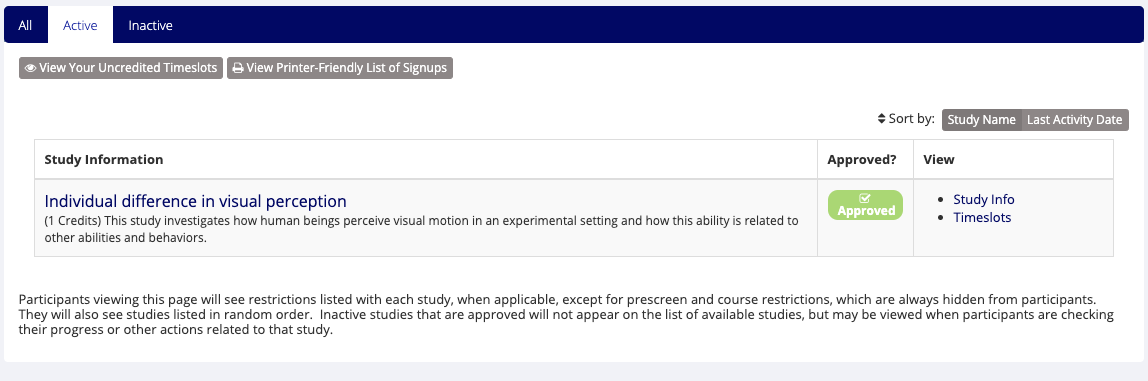 All Active Inactive
View Your Uncredited Timeslots View Printer-Friendly List of Signups
Sort by: Study Name Last Activity Date
Study Information Approved? View
Individual difference in visual perception
(1 Credits) This study investigates how human beings perceive visual motion in an experimental setting and how this ability is related to
other abilities and behaviors.
Approved
Study Info
Timeslots
Participants viewing this page will see restrictions listed with each study, when applicable, except for prescreen and course restrictions, which are always hidden from participants.
They will also see studies listed in random order.  Inactive studies that are approved will not appear on the list of available studies, but may be viewed when participants are checking
their progress or other actions related to that study.